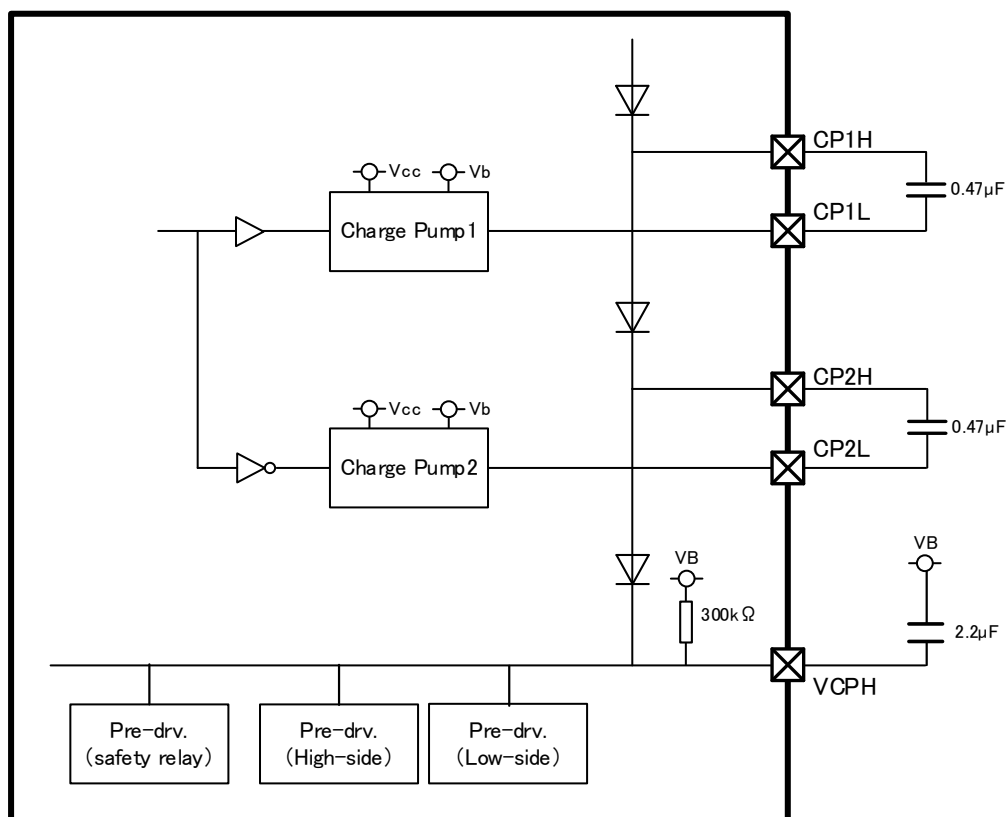 CP1H
0.47μF
Vcc
Vb
Charge Pump1
CP1L
CP2H
0.47μF
Vcc
Vb
Charge Pump2
CP2L
VB
VB
300kΩ
2.2μF
VCPH
Pre-drv.
(safety relay)
Pre-drv.
(High-side)
Pre-drv.
(Low-side)